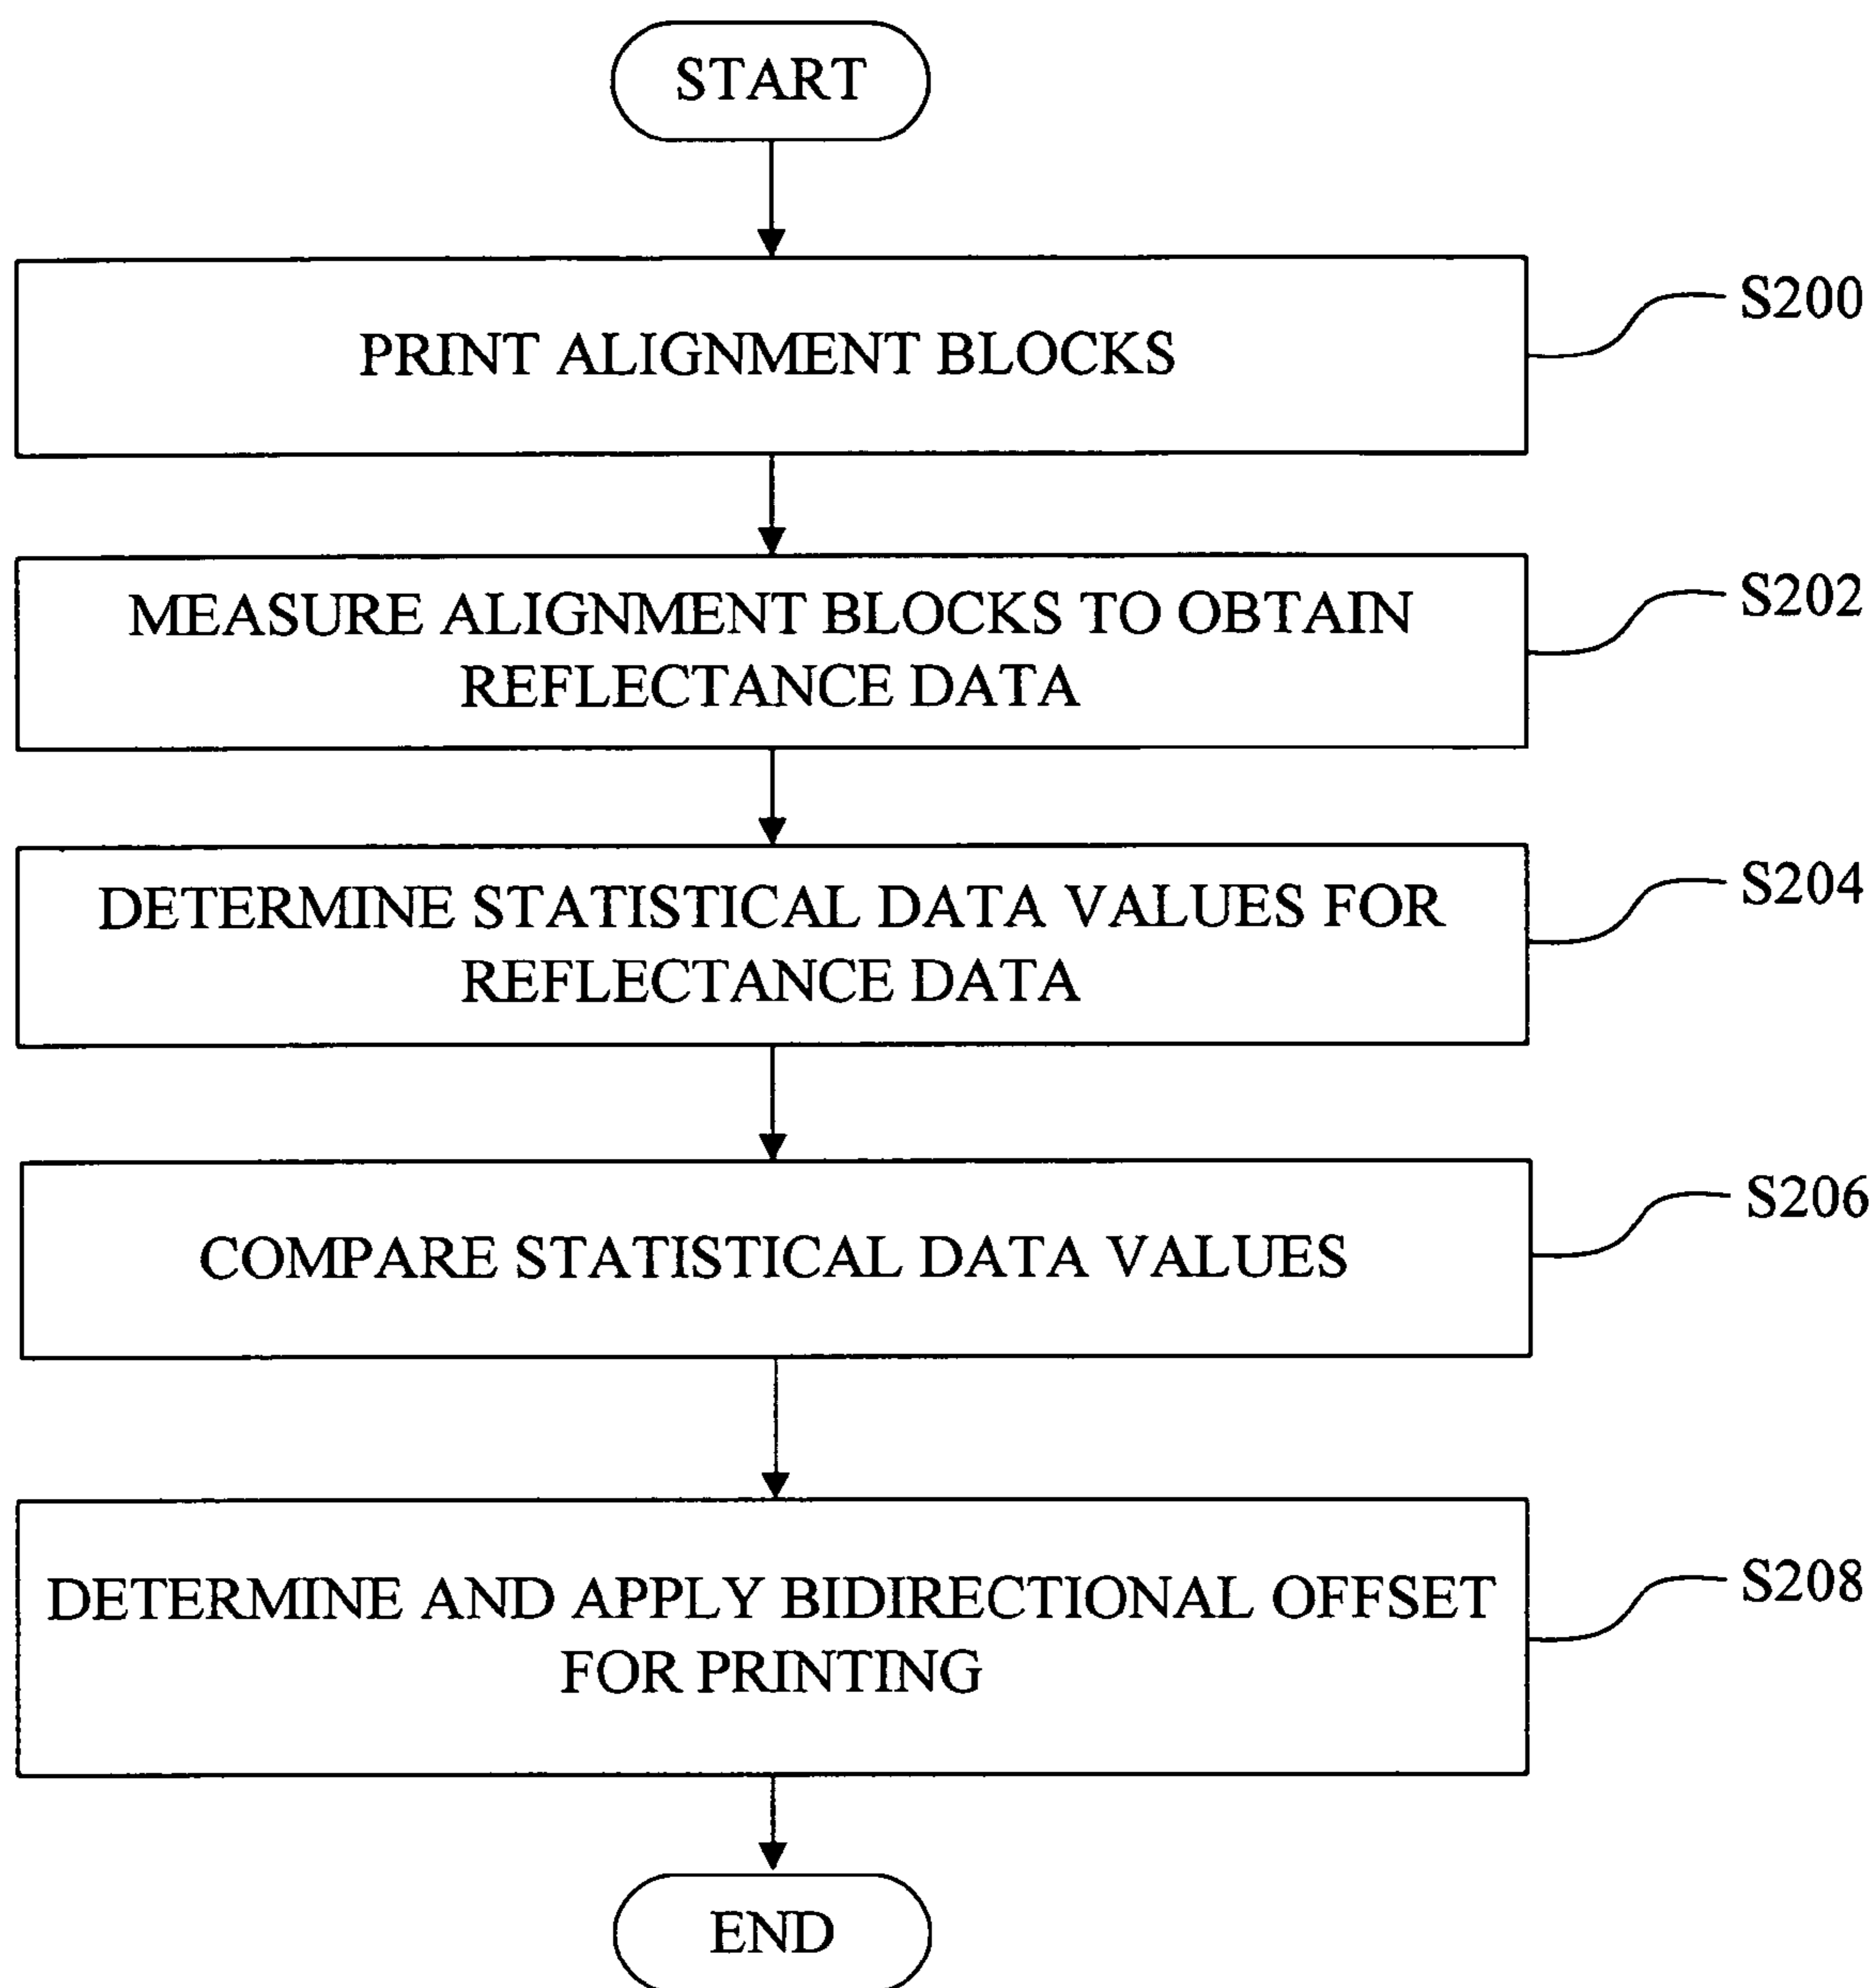 START
PRINT ALIGNMENT BLOCKS
S200
MEASURE ALIGNMENT BLOCKS TO OBTAIN
REFLECTANCE DATA
S202
DETERMINE STATISTICAL DATA VALUES FOR
REFLECTANCE DATA
S204
COMPARE STATISTICAL DATA VALUES
S206
DETERMINE AND APPLY BIDIRECTIONAL OFFSET
FOR PRINTING
S208
END